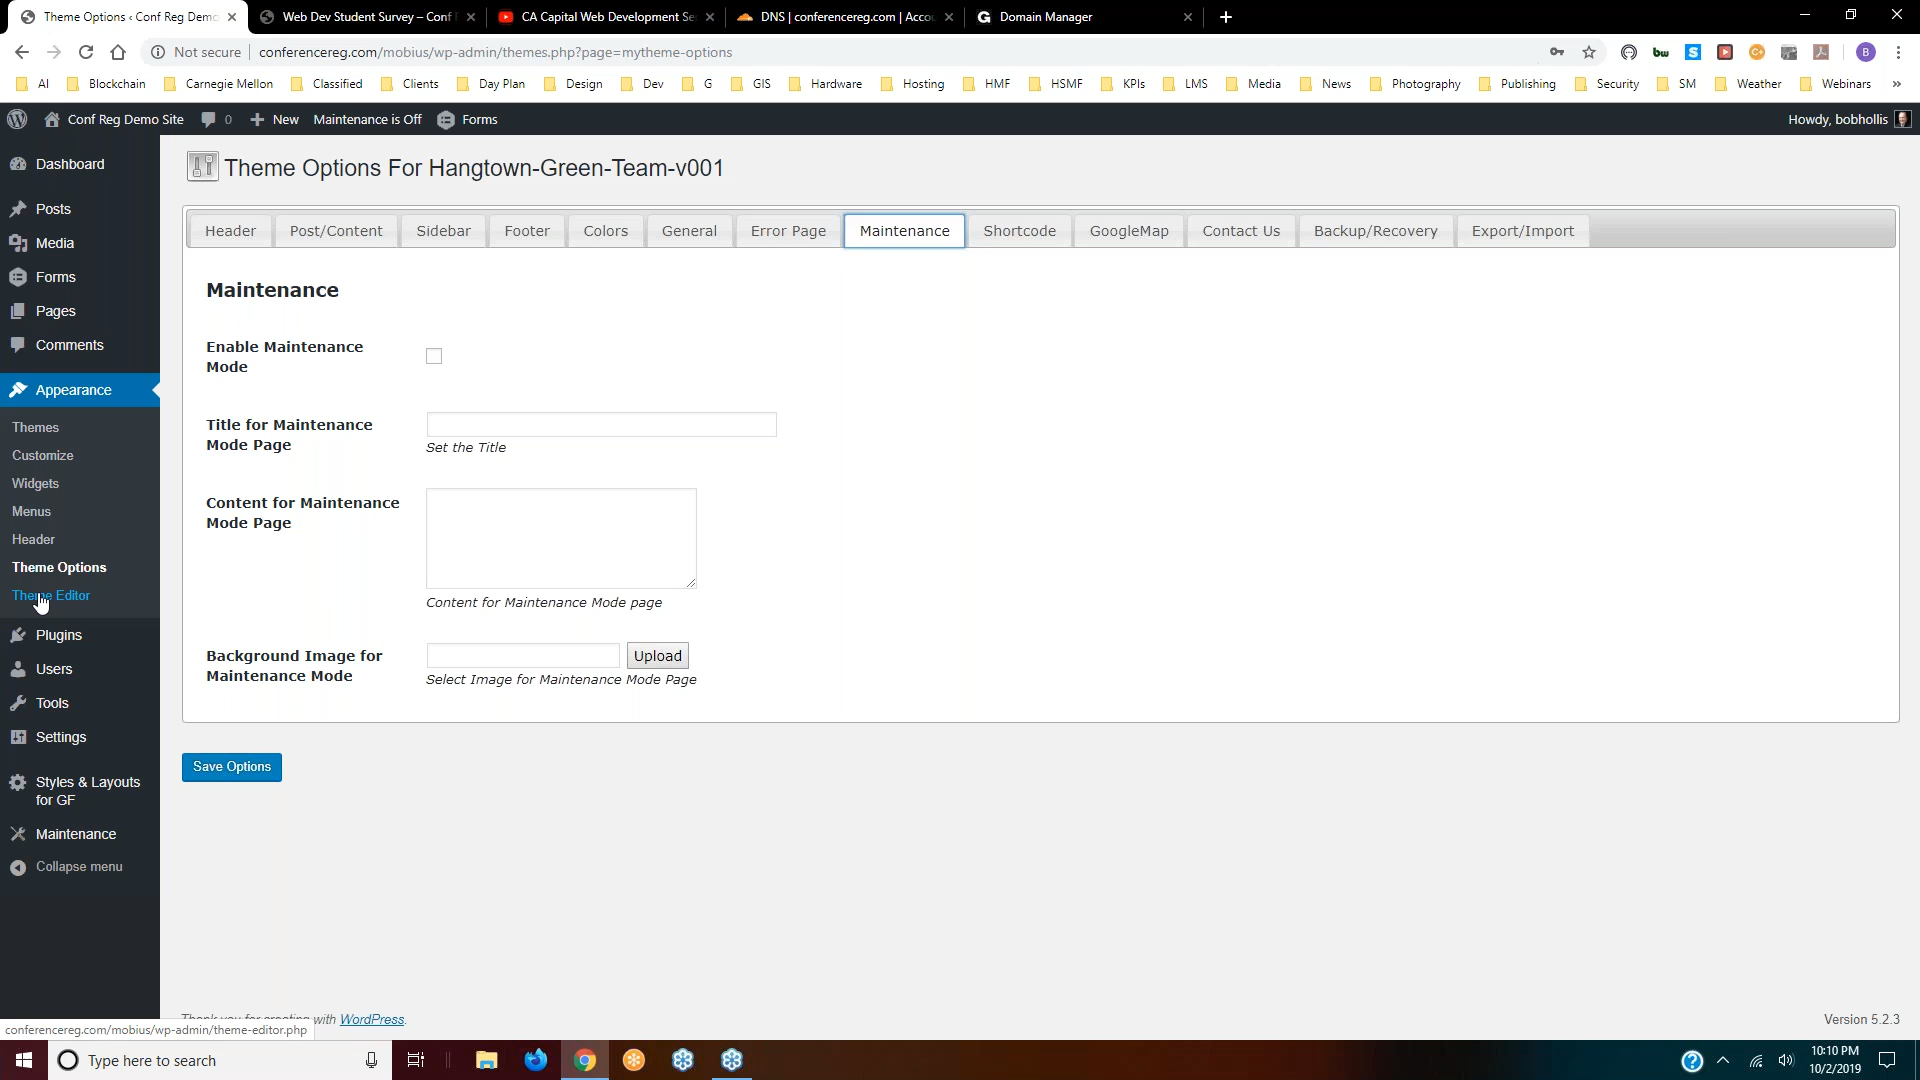 Theme Options ‹ Conf Reg Demo
Web Dev Student Survey – Conf
CA Capital Web Development Se
DNS | conferencereg.com | Accou
Domain Manager
Not secure conferencereg.com/mobius/wp-admin/themes.php?page=mytheme-options
AI Blockchain Carnegie Mellon Classified Clients Day Plan Design Dev G GIS Hardware Hosting HMF HSMF KPIs LMS Media News Photography Publishing Security SM Weather Webinars »
Conf Reg Demo Site 0 New Maintenance is Off Forms Howdy, bobhollis
Dashboard
Posts
Media
Forms
Pages
Comments
Appearance
Themes
Customize
Widgets
Menus
Header
Theme Options
Theme Editor
Plugins
Users
Tools
Settings
Styles & Layouts
for GF
Maintenance
Collapse menu
Theme Options For Hangtown-Green-Team-v001
Header Post/Content Sidebar Footer Colors General Error Page Maintenance Shortcode GoogleMap Contact Us Backup/Recovery Export/Import
Maintenance
Enable Maintenance
Mode
Title for Maintenance
Mode Page
Set the Title
Content for Maintenance
Mode Page
Content for Maintenance Mode page
Background Image for
Maintenance Mode
Upload
Select Image for Maintenance Mode Page
Save Options
Thank you for creating with WordPress.
Version 5.2.3
conferencereg.com/mobius/wp-admin/theme-editor.php
Type here to search
10:10 PM
10/2/2019